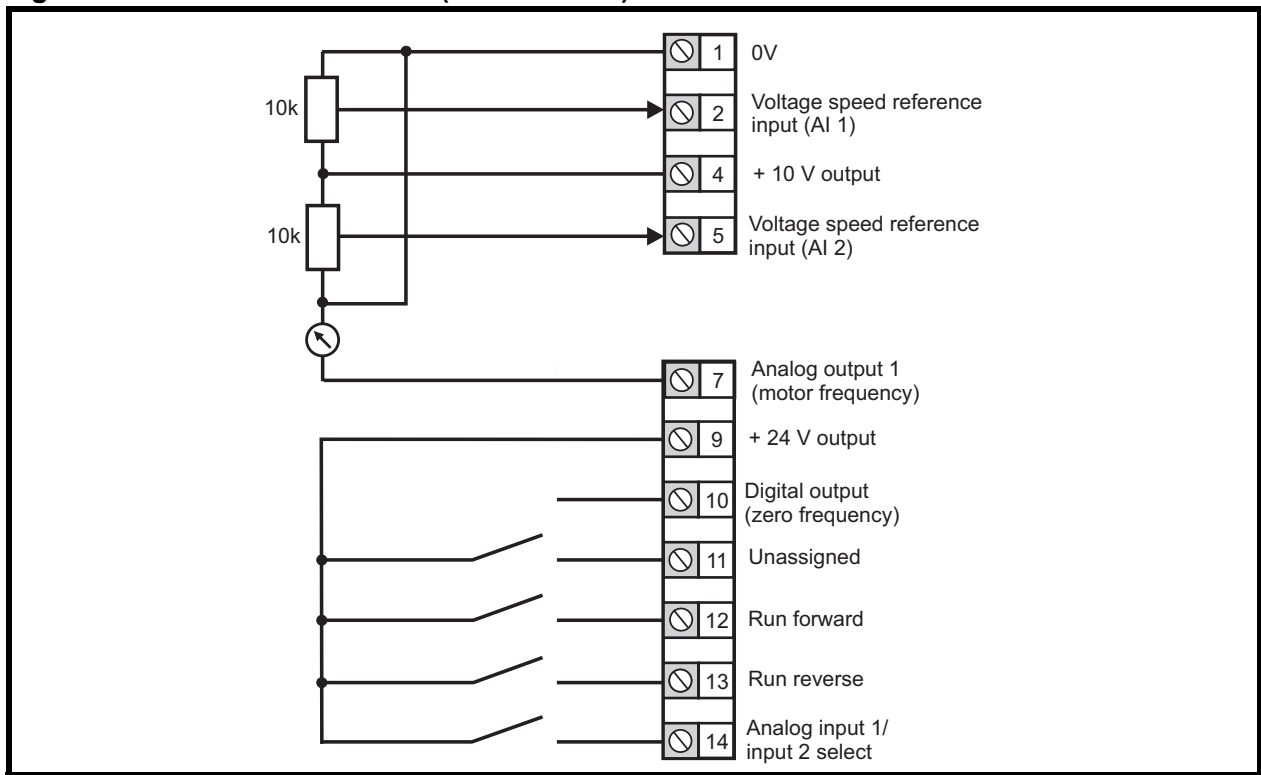 1 0V
10k
2 Voltage speed reference
input (AI 1)
4 + 10 V output
10k
5 Voltage speed reference
input (AI 2)
7 Analog output 1
(motor frequency)
9 + 24 V output
10 Digital output
(zero frequency)
11 Unassigned
12 Run forward
13 Run reverse
14 Analog input 1/
input 2 select